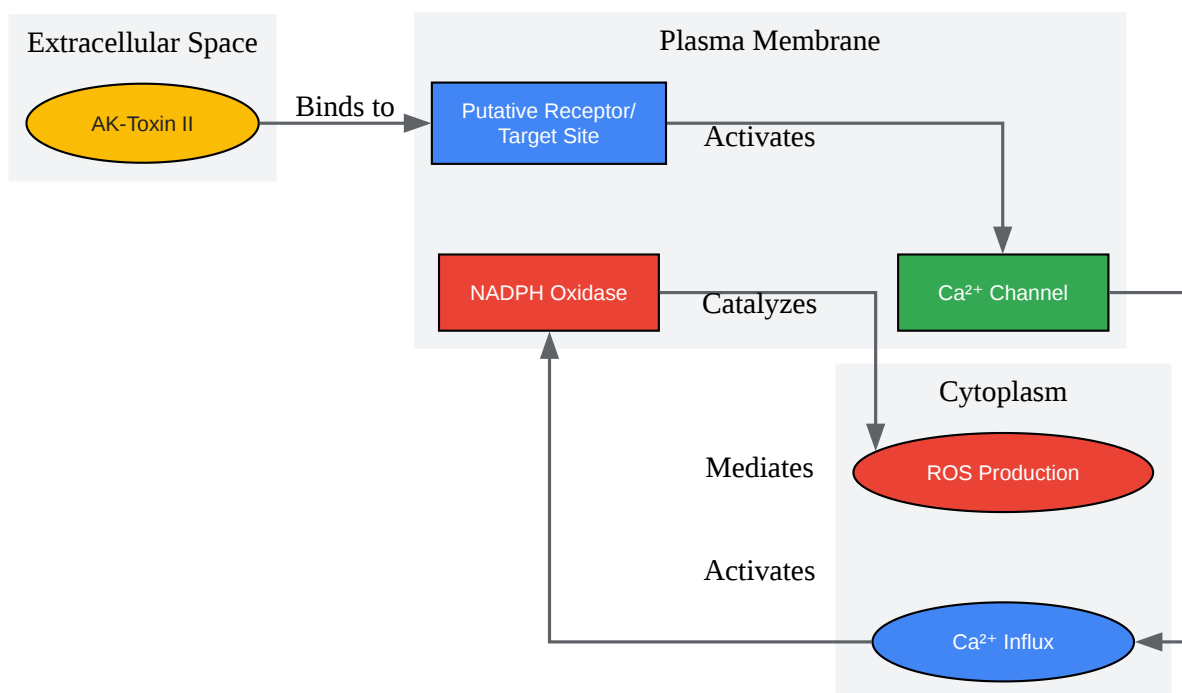 Extracellular Space
Plasma Membrane
AK-Toxin II
Binds to
Putative Receptor/
Target Site
Activates
NADPH Oxidase
Catalyzes
Ca²⁺ Channel
Cytoplasm
Mediates
ROS Production
Activates
Ca²⁺ Influx